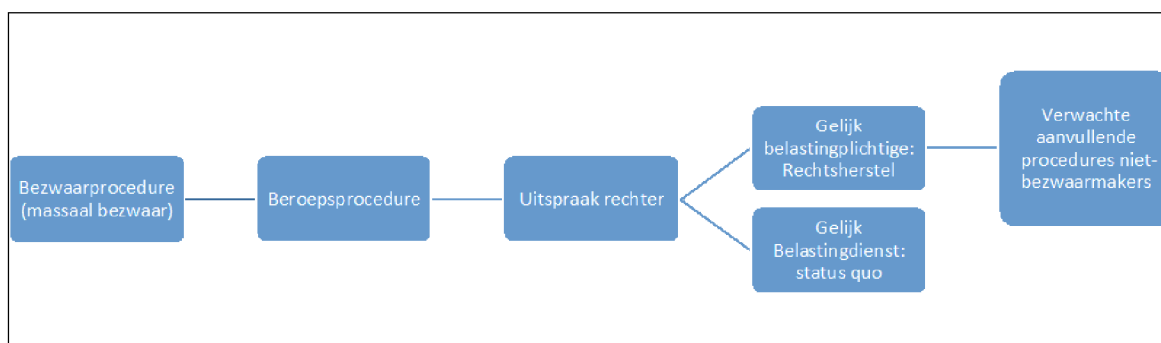 Bezwaarprocedure
(massaal bezwaar)
Beroepsprocedure
Uitspraak rechter
Gelijk
belastingplichtige:
Rechtsherstel
Gelijk
Belastingdienst:
status quo
Verwachte
aanvullende
procedures niet-
bezwaarmakers